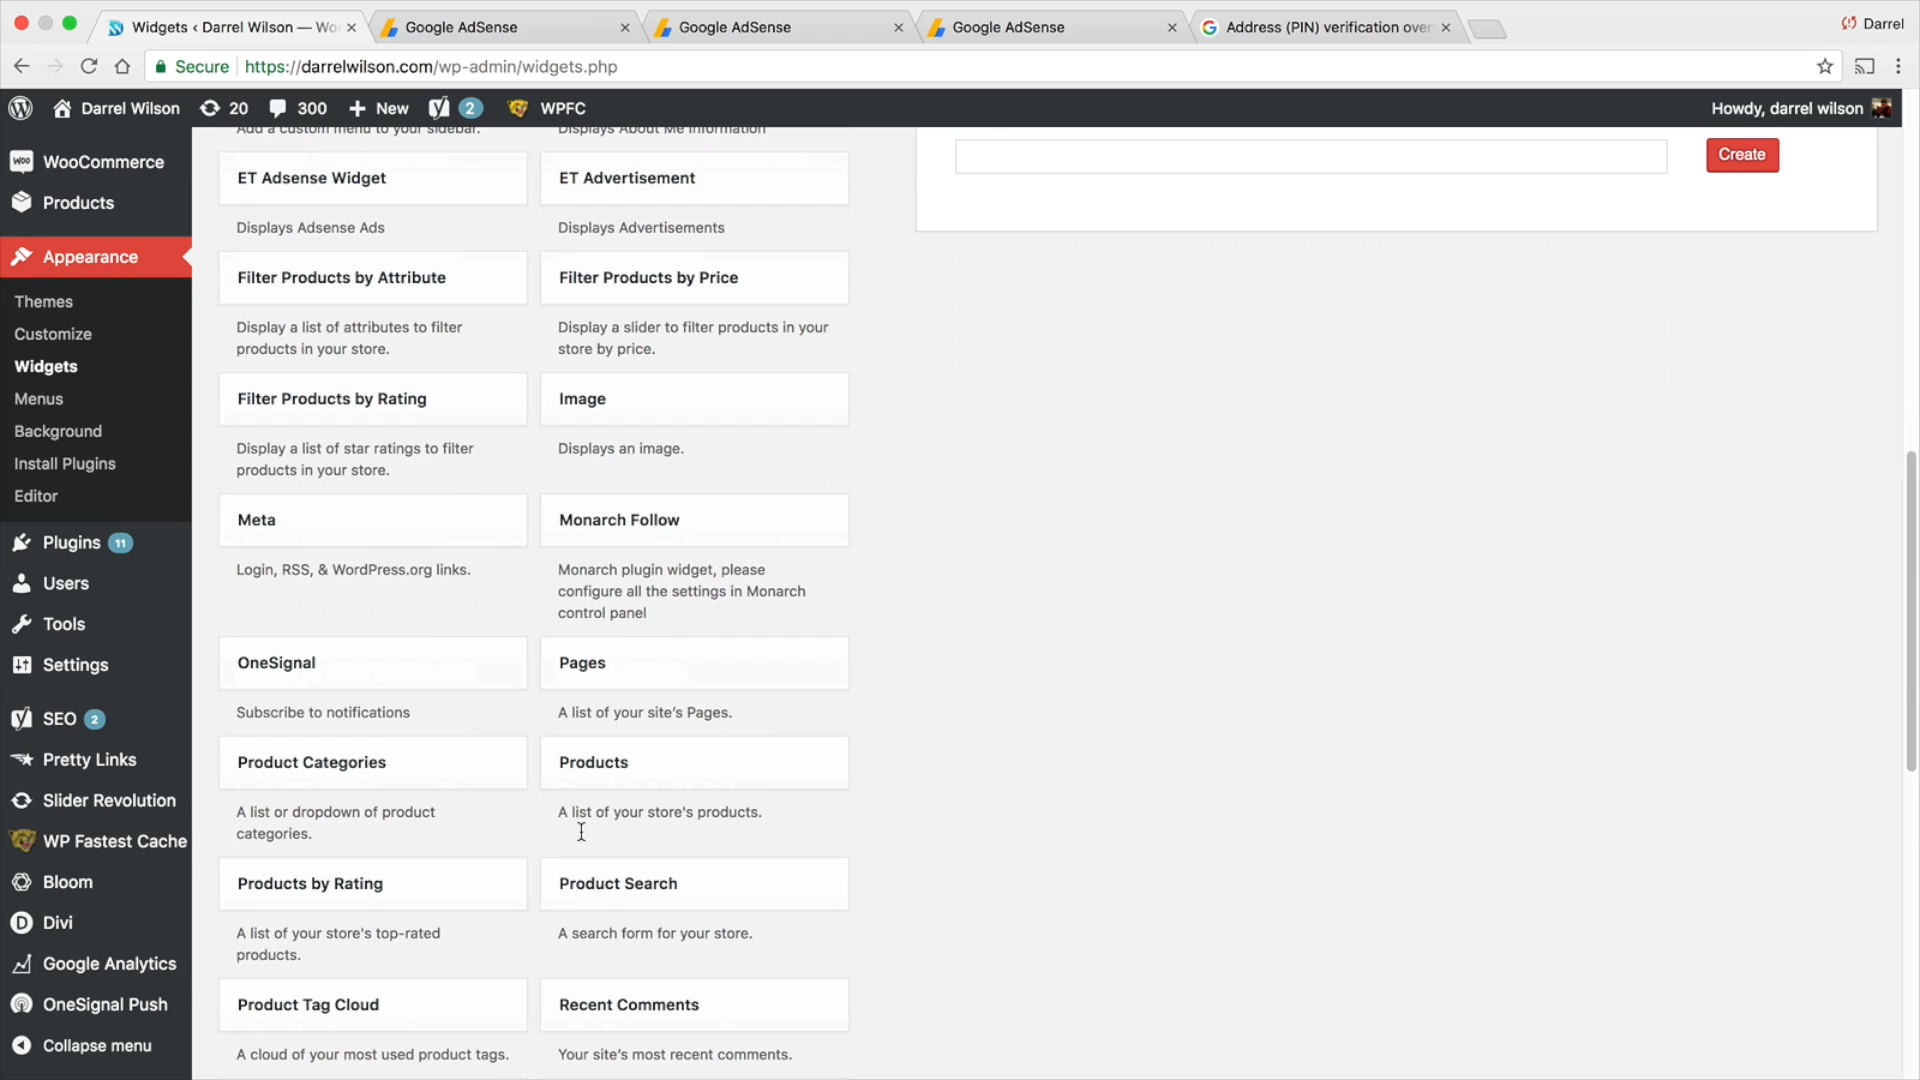 Widgets ‹ Darrel Wilson — Wo
Google AdSense
Google AdSense
Google AdSense
Address (PIN) verification over
Darrel
Secure
https://darrelwilson.com/wp-admin/widgets.php
Darrel Wilson
20
300
New
2
WPFC
Howdy, darrel wilson
WooCommerce
Products
Appearance
Themes
Customize
Widgets
Menus
Background
Install Plugins
Editor
Plugins 11
Users
Tools
Settings
SEO 2
Pretty Links
Slider Revolution
WP Fastest Cache
Bloom
Divi
Google Analytics
OneSignal Push
Collapse menu
Add a custom menu to your sidebar.
Displays About Me Information
ET Adsense Widget
ET Advertisement
Displays Adsense Ads
Displays Advertisements
Filter Products by Attribute
Filter Products by Price
Display a list of attributes to filter
products in your store.
Display a slider to filter products in your
store by price.
Filter Products by Rating
Image
Display a list of star ratings to filter
products in your store.
Displays an image.
Meta
Monarch Follow
Login, RSS, & WordPress.org links.
Monarch plugin widget, please
configure all the settings in Monarch
control panel
OneSignal
Pages
Subscribe to notifications
A list of your site's Pages.
Product Categories
Products
A list or dropdown of product
categories.
A list of your store's products.
Products by Rating
Product Search
A list of your store's top-rated
products.
A search form for your store.
Product Tag Cloud
Recent Comments
A cloud of your most used product tags.
Your site's most recent comments.
Create